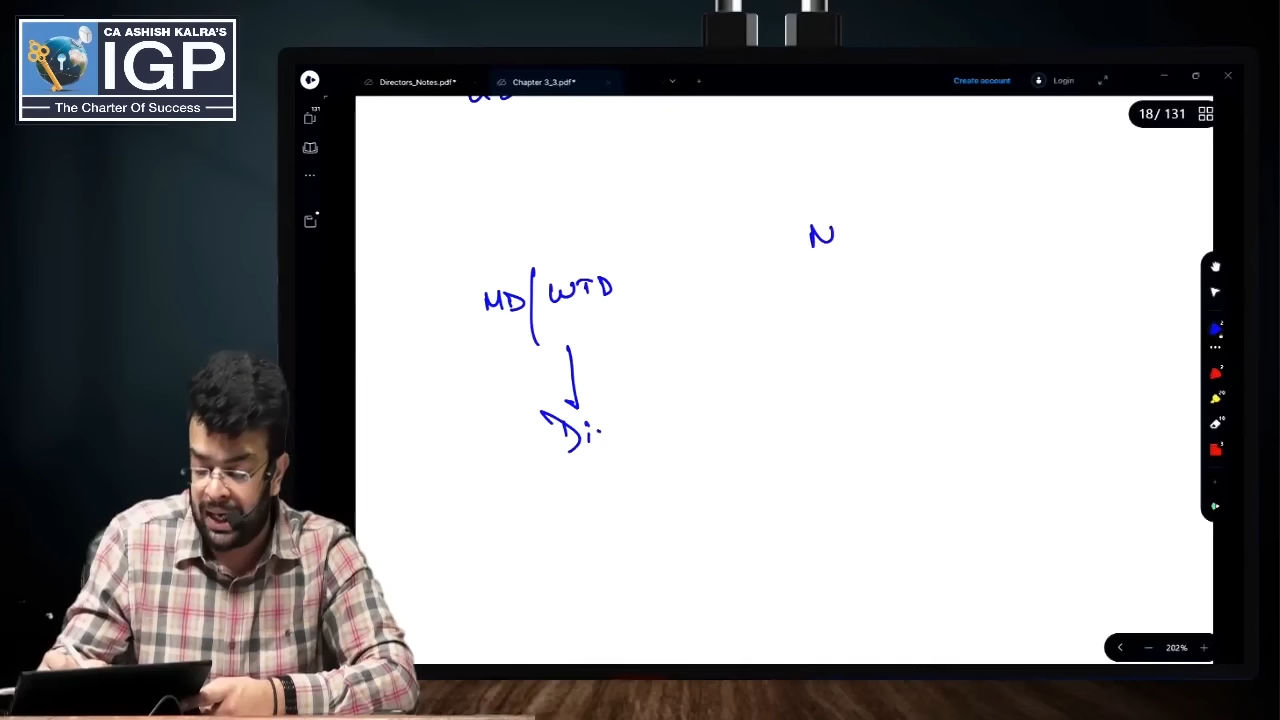 CA ASHISH KALRA'S
IGP
The Charter Of Success
Directors_Notes.pdf*
Chapter 3_3.pdf*
Create account
Login
131
18/ 131
N
MD/WTD
Di.
202%